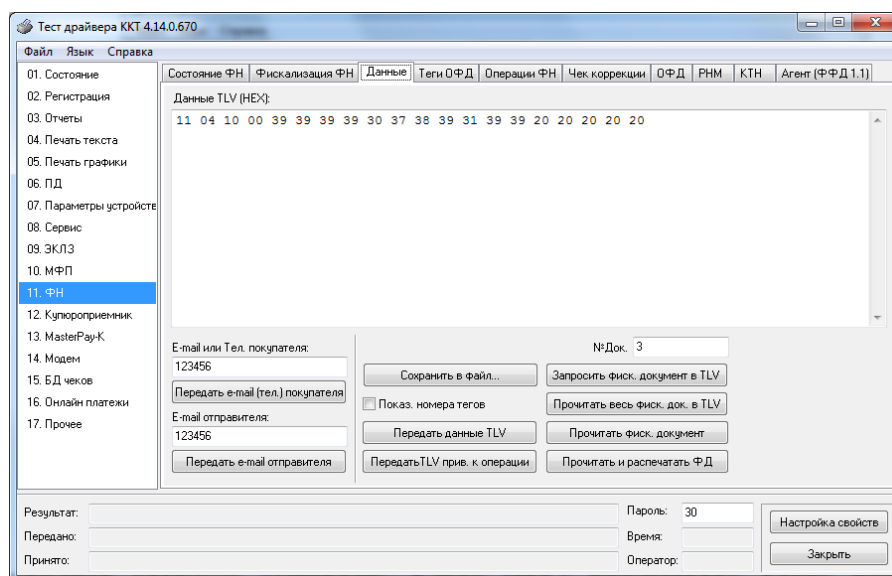 Тест драйвера ККТ 4.14.0.670
Файл Язык Справка
01. Состояние
02. Регистрация
03. Отчеты
04. Печать текста
05. Печать графики
06. ПД
07. Параметры устройств
08. Сервис
09. ЭКЛЗ
10. МФП
11. ФН
12. Купюроприемник
13. MasterPay-K
14. Модем
15. БД чеков
16. Онлайн платежи
17. Прочее
Состояние ФН Фискализация ФН Данные Теги ОФД Операции ФН Чек коррекции ОФД РНМ КТН Агент (ФФД 1.1)
Данные TLV (HEX):
11 04 10 00 39 39 39 39 30 37 38 39 31 39 39 20 20 20 20 20
E-mail или Тел. покупателя:
123456
Передать e-mail (тел.) покупателя
E-mail отправителя:
123456
Передать e-mail отправителя
№Док. 3
Сохранить в файл... Запросить фиск. документ в TLV
Показ. номера тегов Прочитать весь фиск. док. в TLV
Передать данные TLV Прочитать фиск. документ
ПередатьTLV прив. к операции Прочитать и распечатать ФД
Результат: Пароль: 30
Передано: Время:
Принято: Оператор:
Настройка свойств
Закрыть